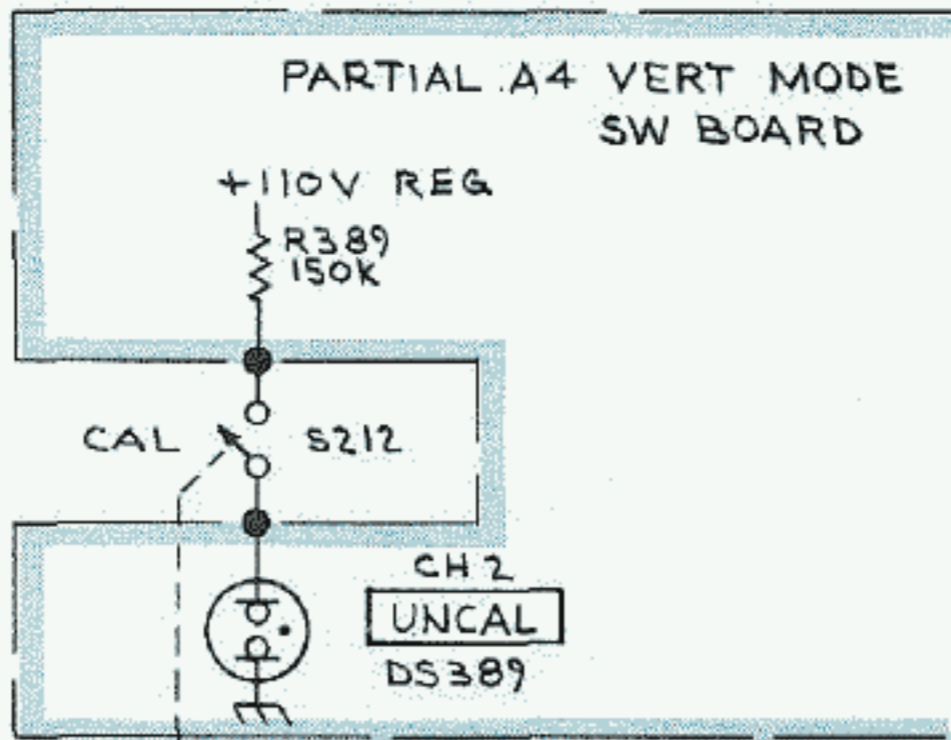 PARTIAL A4 VERT MODE
SW BOARD
+110V REG
R389
150K
CAL
S212
CH 2
UNCAL
DS389